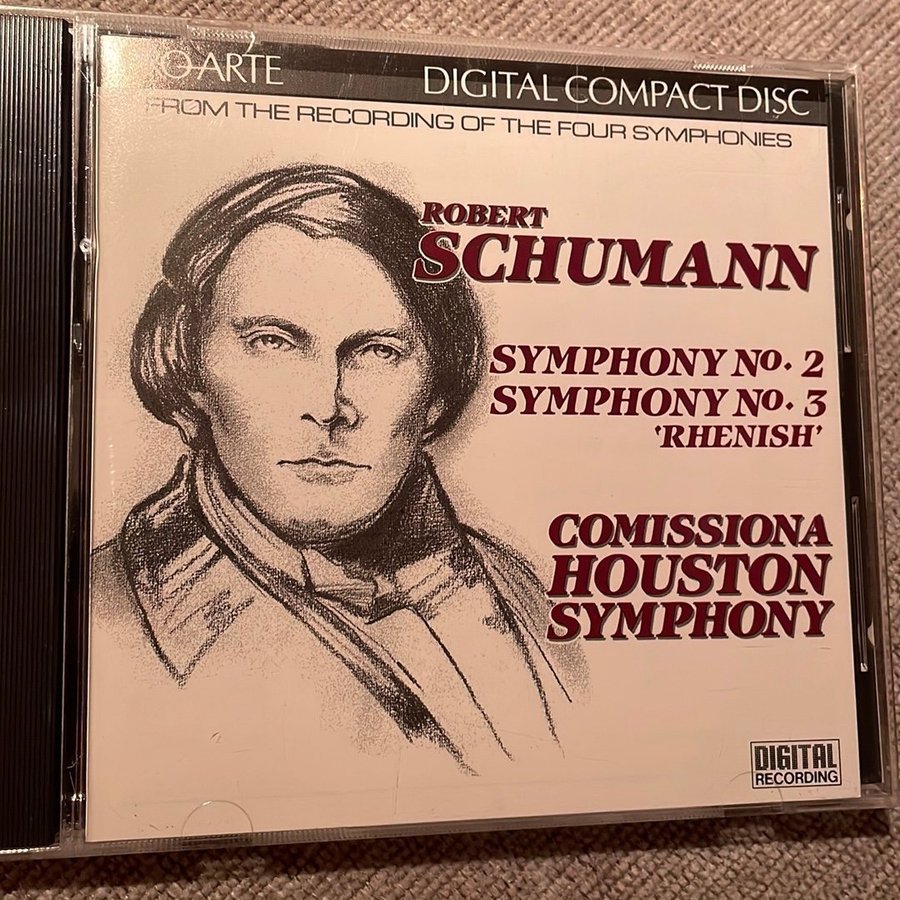 O-ARTE DIGITAL COMPACT DISC
FROM THE RECORDING OF THE FOUR SYMPHONIES
ROBERT
SCHUMANN
SYMPHONY No. 2
SYMPHONY No. 3
'RHENISH'
COMISSIONA
HOUSTON
SYMPHONY
DIGITAL
RECORDING